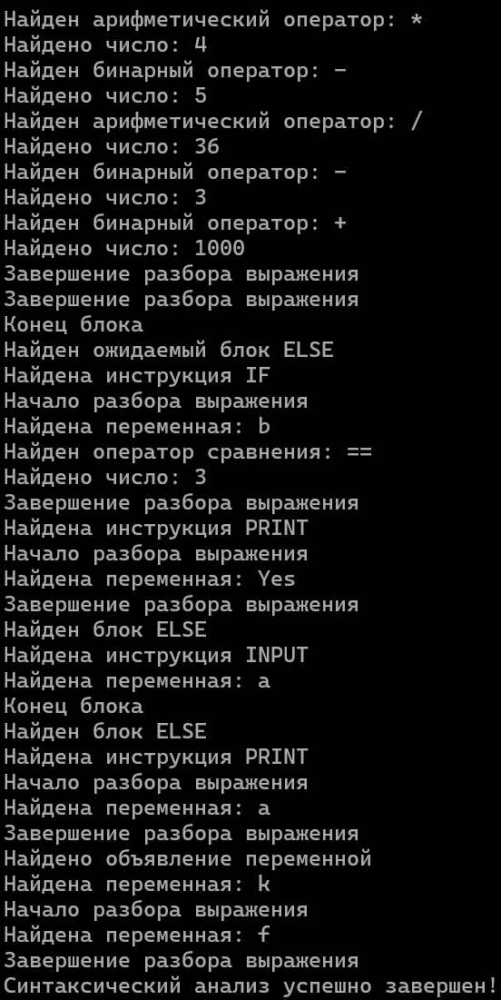 Найден арифметический оператор: *
Найдено число: 4
Найден бинарный оператор: -
Найдено число: 5
Найден арифметический оператор: /
Найдено число: 36
Найден бинарный оператор: -
Найдено число: 3
Найден бинарный оператор: +
Найдено число: 1000
Завершение разбора выражения
Завершение разбора выражения
Конец блока
Найден ожидаемый блок ELSE
Найдена инструкция IF
Начало разбора выражения
Найдена переменная: b
Найден оператор сравнения: ==
Найдено число: 3
Завершение разбора выражения
Найдена инструкция PRINT
Начало разбора выражения
Найдена переменная: Yes
Завершение разбора выражения
Найден блок ELSE
Найдена инструкция INPUT
Найдена переменная: a
Конец блока
Найден блок ELSE
Найдена инструкция PRINT
Начало разбора выражения
Найдена переменная: a
Завершение разбора выражения
Найдено объявление переменной
Найдена переменная: k
Начало разбора выражения
Найдена переменная: f
Завершение разбора выражения
Синтаксический анализ успешно завершен!